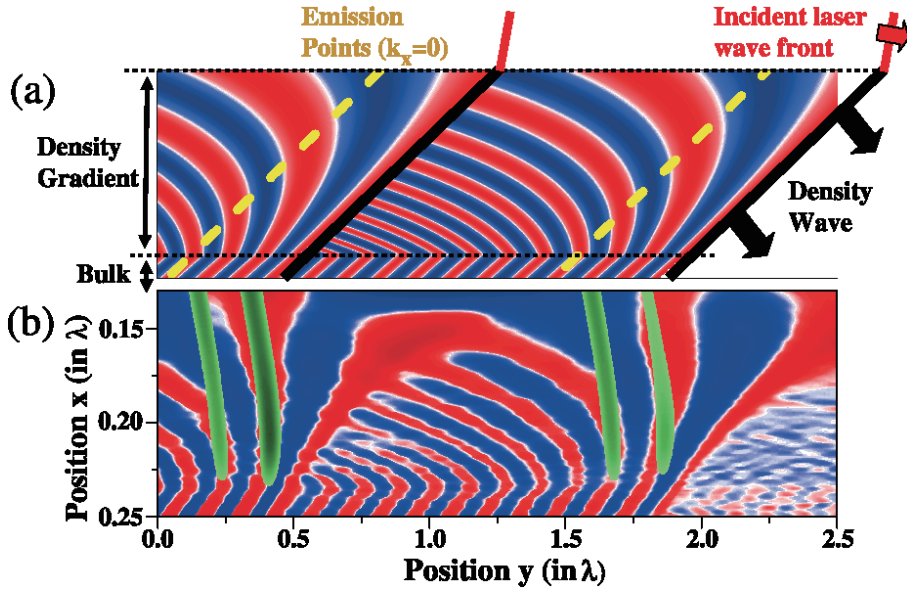 Emission
Points (kx=0)
Incident laser
wave front
(a)
Density
Gradient
Density
Wave
Bulk
(b)
Position x (in λ)
0.15
0.20
0.25
0.0
0.5
1.0
1.5
2.0
2.5
Position y (in λ)